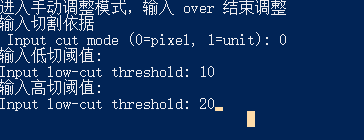 进入手动调整模式，输入 over 结束调整
输入切割依据
 Input cut mode (0=pixel, 1=unit): 0
输入低切阈值:
Input low-cut threshold: 10
输入高切阈值:
Input low-cut threshold: 20